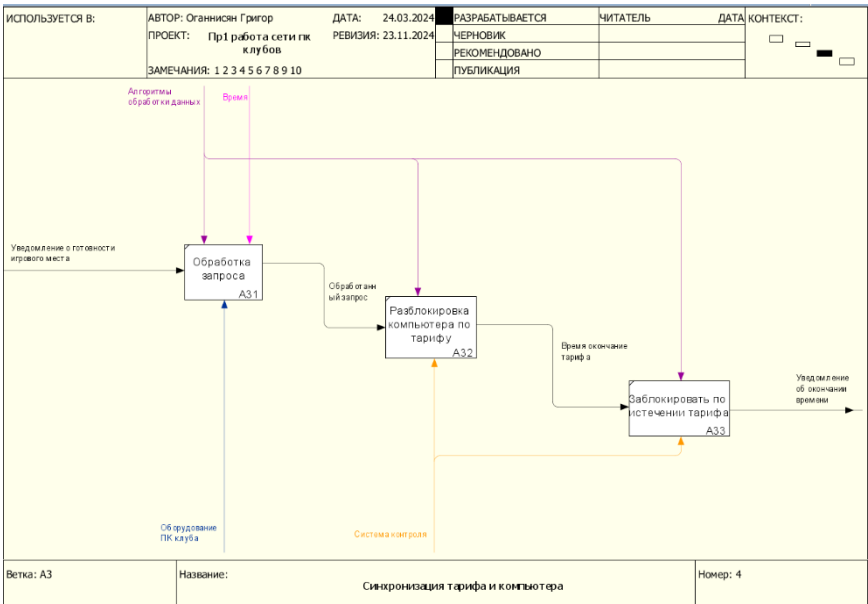 ИСПОЛЬЗУЕТСЯ В:
АВТОР: Оганнисян Григор
ДАТА: 24.03.2024
РАЗРАБАТЫВАЕТСЯ
ЧИТАТЕЛЬ
ДАТА
КОНТЕКСТ:
ПРОЕКТ: Пр1 работа сети пк
клубов
РЕВИЗИЯ: 23.11.2024
ЧЕРНОВИК
РЕКОМЕНДОВАНО
ЗАМЕЧАНИЯ: 1 2 3 4 5 6 7 8 9 10
ПУБЛИКАЦИЯ
Алгоритмы
обработки данных
Время
Уведомление о готовности
игрового места
Обработка
запроса
A31
Обработанн
ый запрос
Разблокировка
компьютера по
тарифу
A32
Время окончание
тарифа
Заблокировать по
истечении тарифа
A33
Уведомление
об окончании
времени
Оборудование
ПК клуба
Система контроля
Ветка: A3
Название:
Синхронизация тарифа и компьютера
Номер: 4